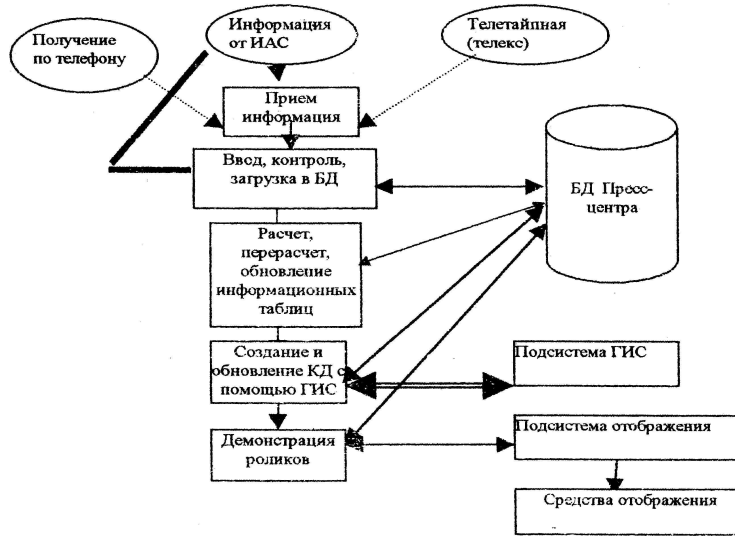 Получение
по телефону
Информация
от ИАС
Телетайпная
(телекс)
Прием
информация
Ввод, контроль,
загрузка в БД
БД Пресс-
центра
Расчет,
перерасчет,
обновление
информационных
таблиц
Создание и
обновление КД с
помощью ГИС
Подсистема ГИС
Демонстрация
роликов
Подсистема отображения
Средства отображения